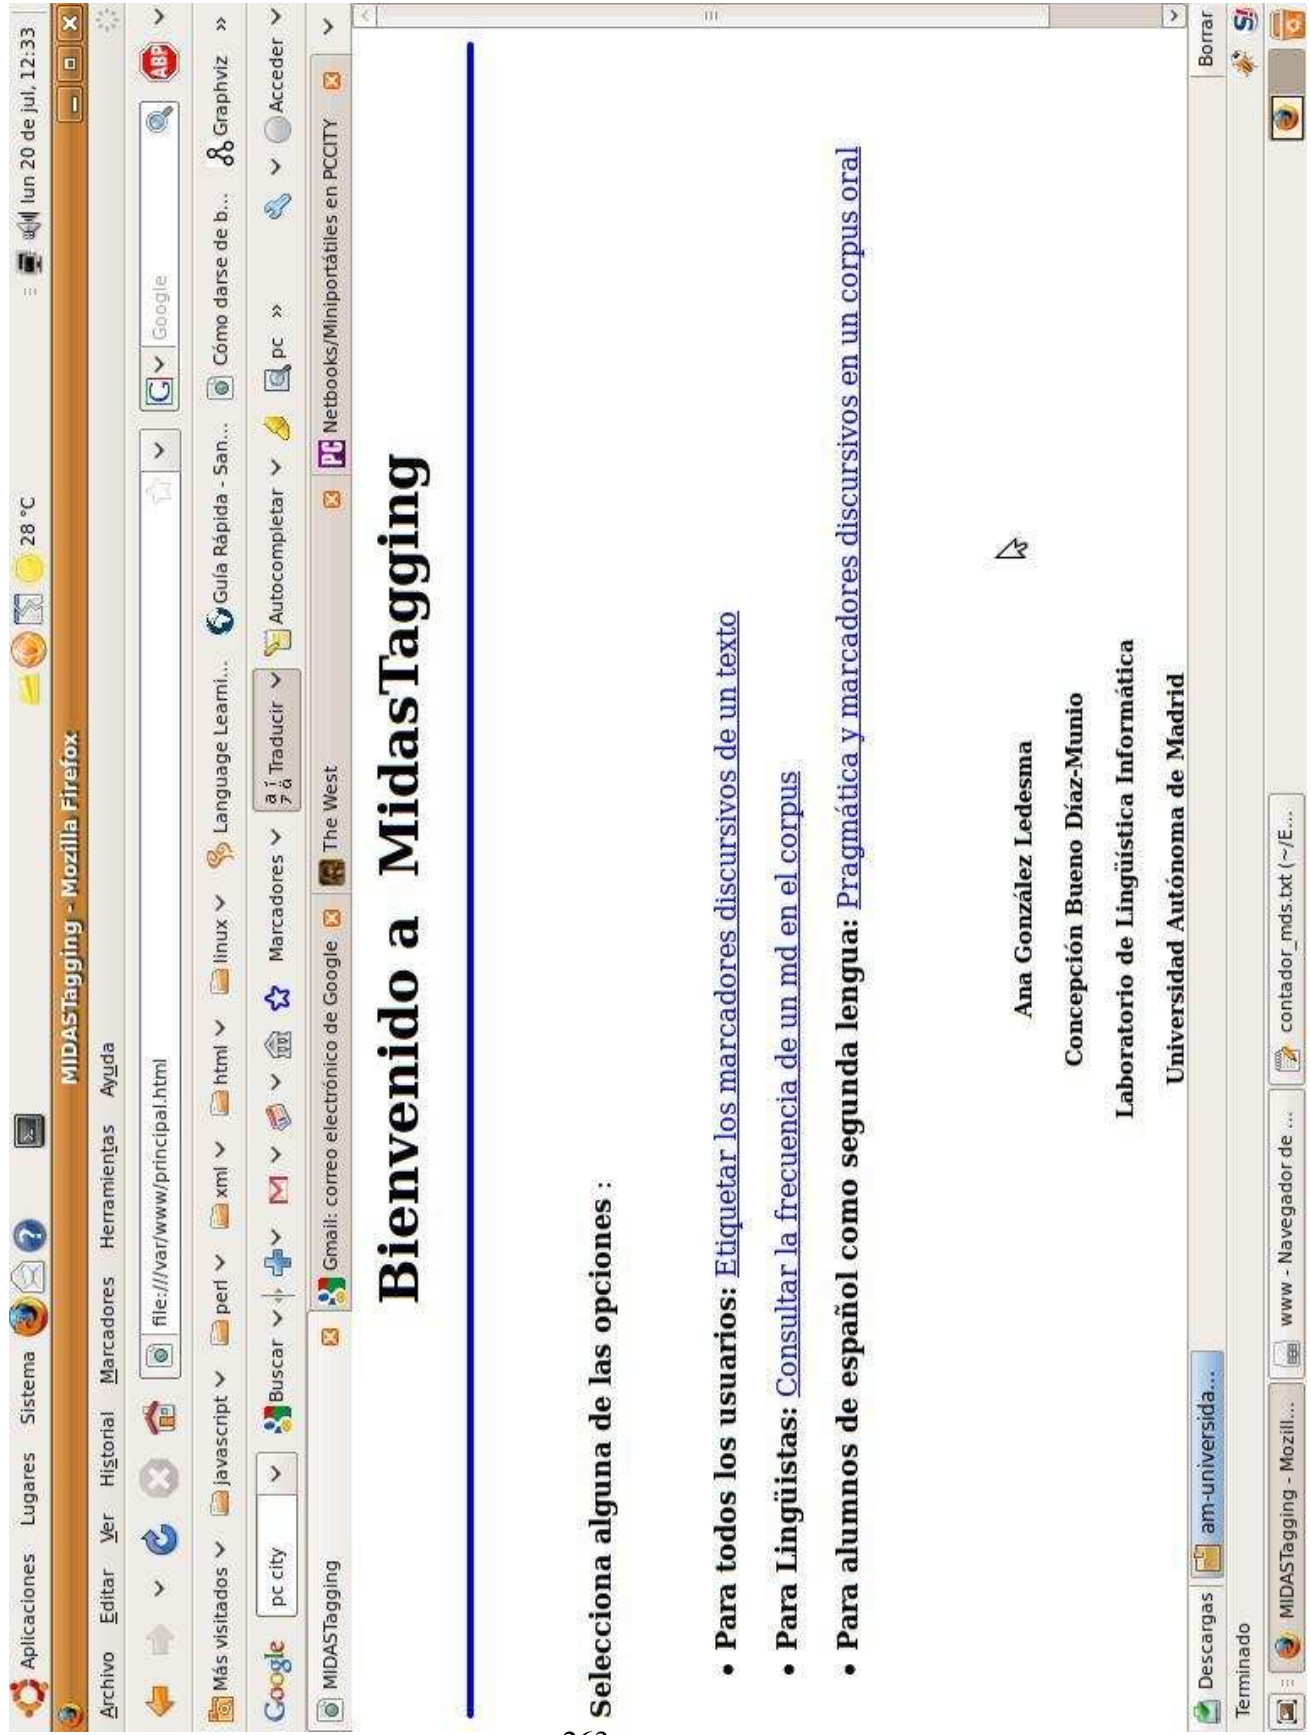 Aplicaciones Lugares Sistema 28 °C lun 20 de jul, 12:33
MIDASTagging - Mozilla Firefox
Archivo Editar Ver Historial Marcadores Herramientas Ayuda
file:///var/www/principal.html Google ABP
Más visitados javascript perl xml html linux Language Learni... Guía Rápida - San... Cómo darse de b... Graphviz »
Google pc city Buscar Marcadores Traducir Autocompletar pc » Acceder
MIDASTagging Gmail: correo electrónico de Google The West PC Netbooks/Miniportátiles en PCCITY
Bienvenido a MidasTagging
Selecciona alguna de las opciones :
• Para todos los usuarios: Etiquetar los marcadores discursivos de un texto
• Para Lingüistas: Consultar la frecuencia de un md en el corpus
• Para alumnos de español como segunda lengua: Pragmática y marcadores discursivos en un corpus oral
Ana González Ledesma
Concepción Bueno Díaz-Munio
Laboratorio de Lingüística Informática
Universidad Autónoma de Madrid
Descargas am-universida... Borrar
Terminado
MIDASTagging - Mozill... www - Navegador de ... contador_mds.txt (~/E...